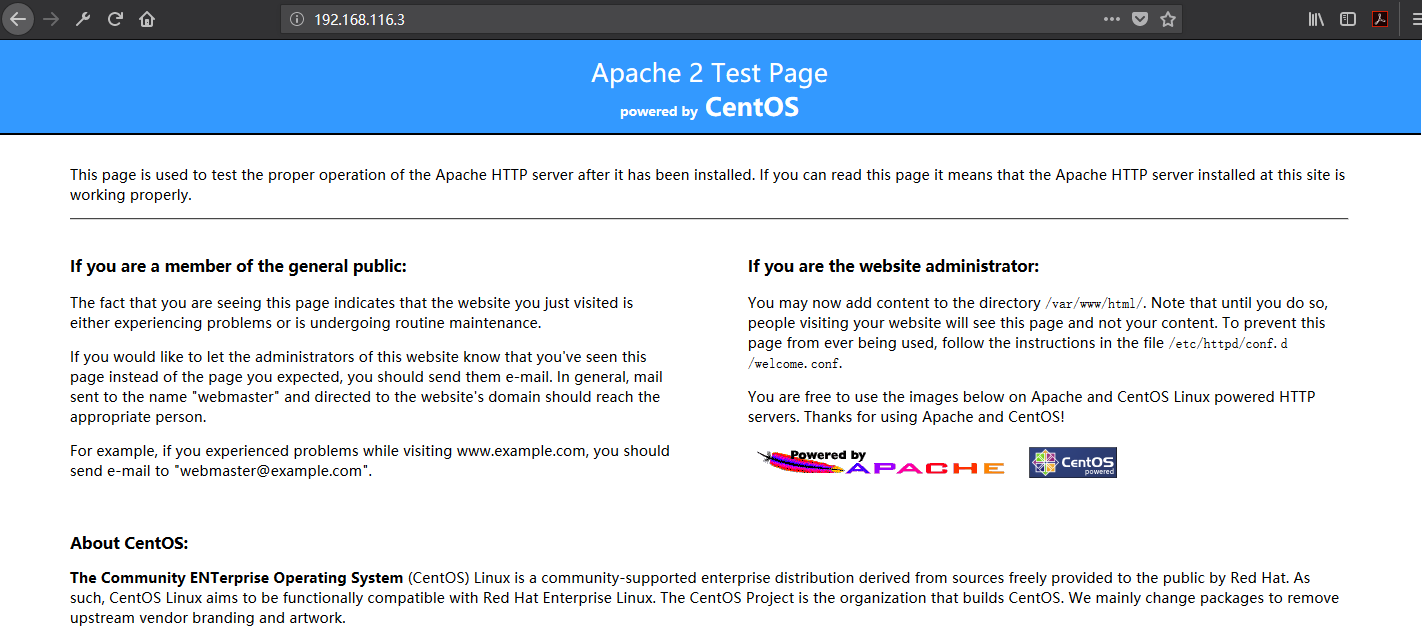 192.168.116.3
Apache 2 Test Page
powered by CentOS
This page is used to test the proper operation of the Apache HTTP server after it has been installed. If you can read this page it means that the Apache HTTP server installed at this site is
working properly.
If you are a member of the general public:
The fact that you are seeing this page indicates that the website you just visited is
either experiencing problems or is undergoing routine maintenance.
If you would like to let the administrators of this website know that you've seen this
page instead of the page you expected, you should send them e-mail. In general, mail
sent to the name "webmaster" and directed to the website's domain should reach the
appropriate person.
For example, if you experienced problems while visiting www.example.com, you should
send e-mail to "webmaster@example.com".
If you are the website administrator:
You may now add content to the directory /var/www/html/. Note that until you do so,
people visiting your website will see this page and not your content. To prevent this
page from ever being used, follow the instructions in the file /etc/httpd/conf.d
/welcome.conf.
You are free to use the images below on Apache and CentOS Linux powered HTTP
servers. Thanks for using Apache and CentOS!
Powered by
APACHE
CentOS
powered
About CentOS:
The Community ENTerprise Operating System (CentOS) Linux is a community-supported enterprise distribution derived from sources freely provided to the public by Red Hat. As
such, CentOS Linux aims to be functionally compatible with Red Hat Enterprise Linux. The CentOS Project is the organization that builds CentOS. We mainly change packages to remove
upstream vendor branding and artwork.